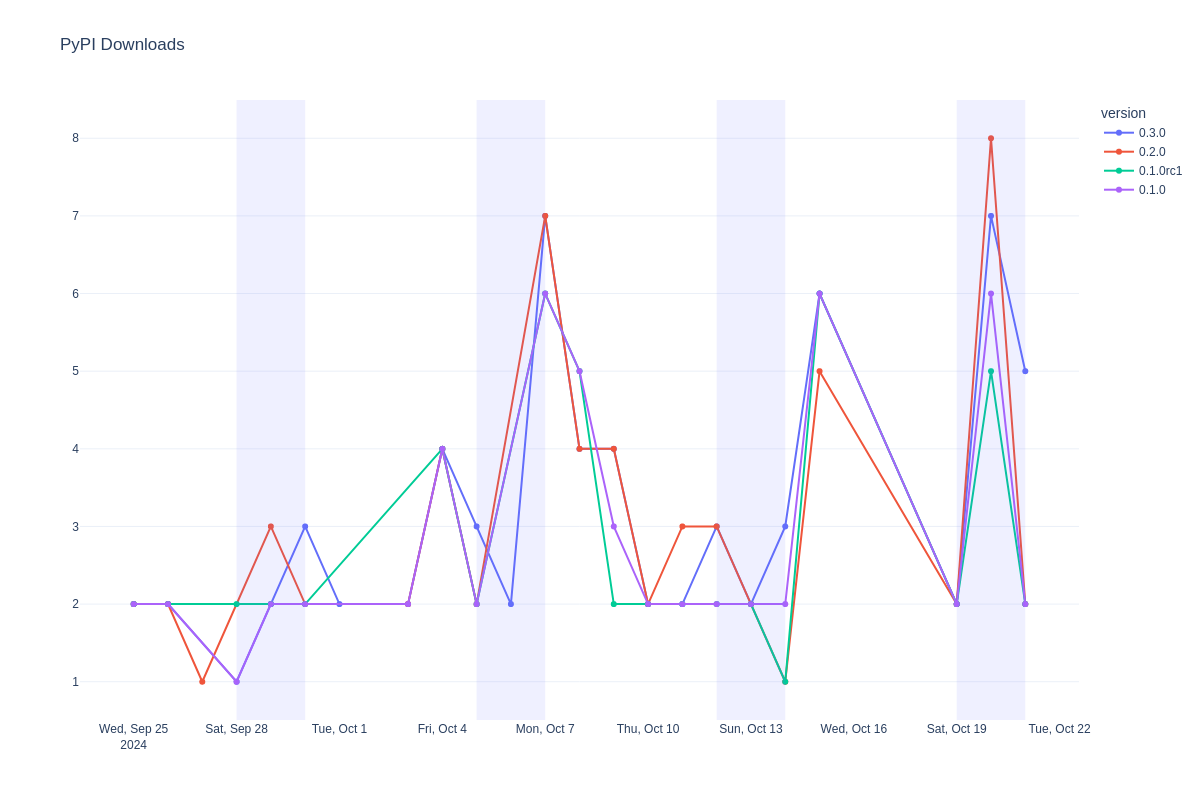 PyPI Downloads
version
0.3.0
0.2.0
0.1.0rc1
0.1.0
8
7
6
5
4
3
2
1
Wed, Sep 25
2024
Sat, Sep 28
Tue, Oct 1
Fri, Oct 4
Mon, Oct 7
Thu, Oct 10
Sun, Oct 13
Wed, Oct 16
Sat, Oct 19
Tue, Oct 22